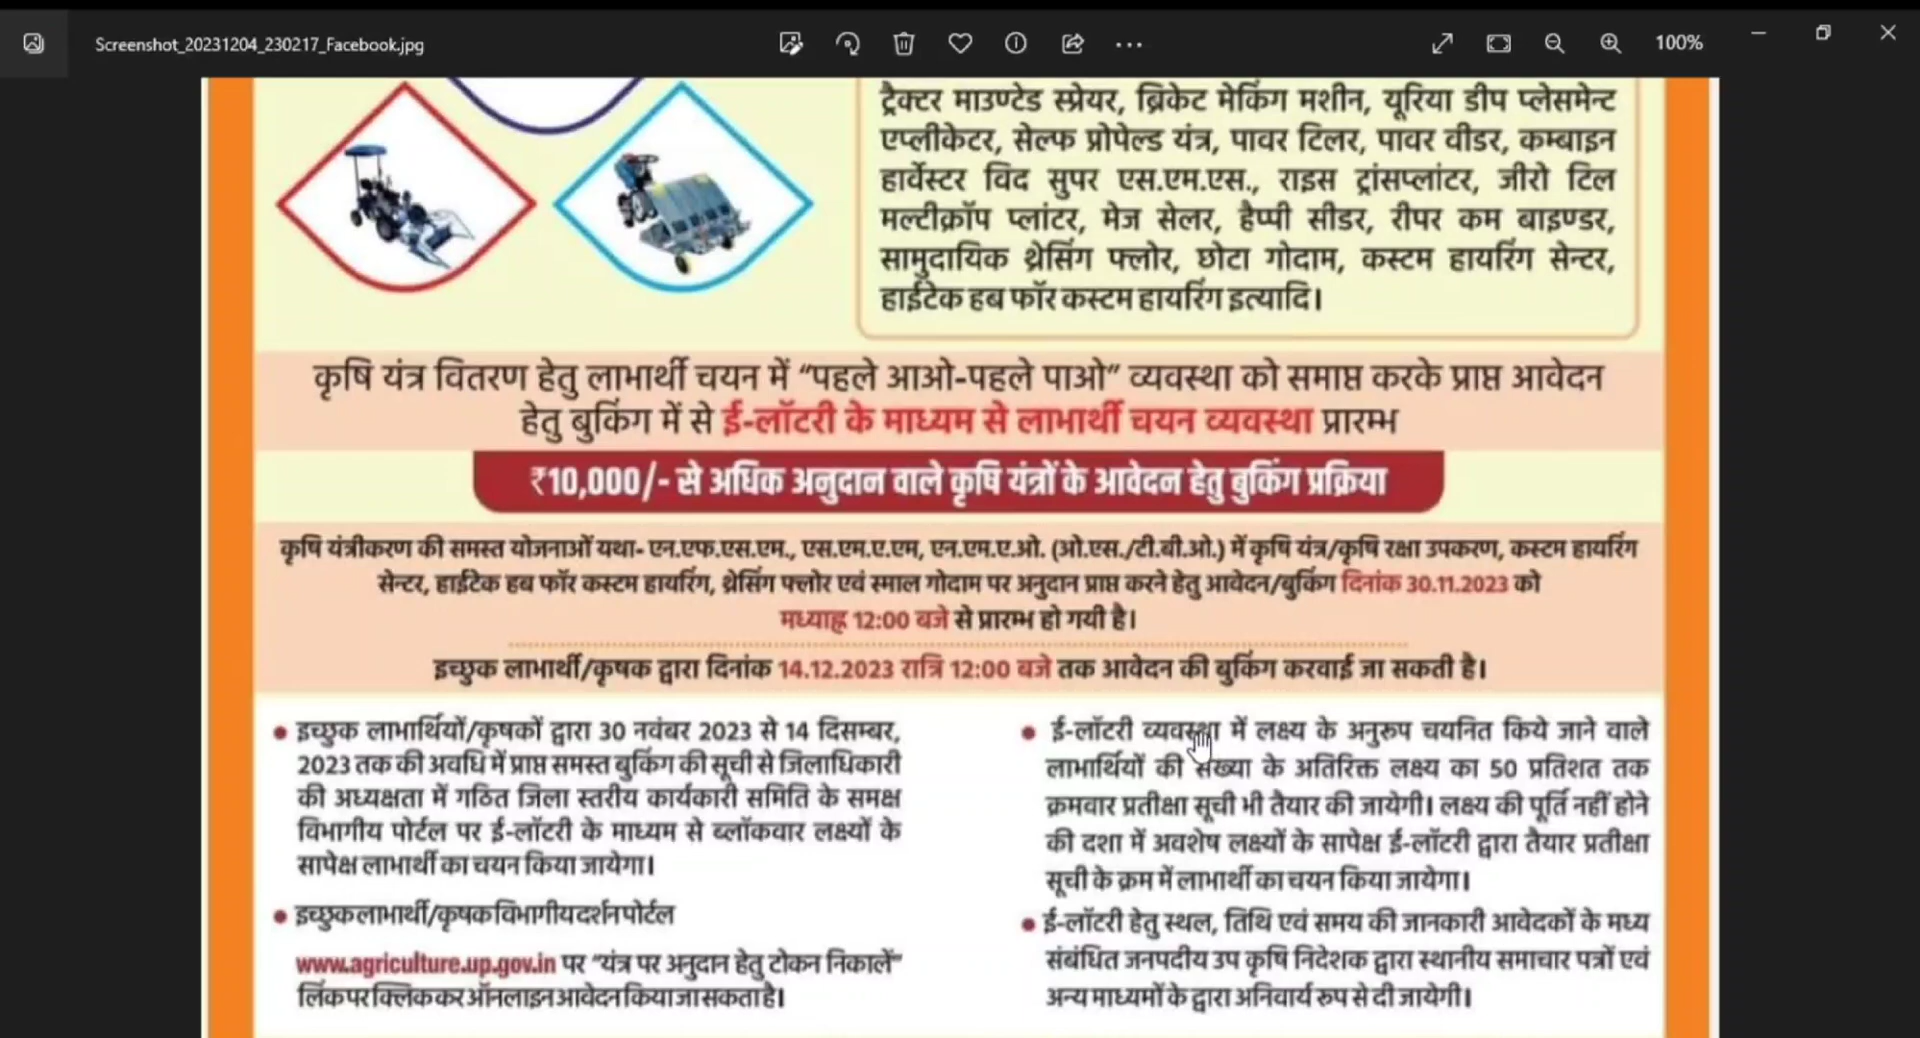 Screenshot_20231204_230217_Facebook.jpg
100%
ट्रैक्टर माउण्टेड स्प्रेयर, ब्रिकेट मेकिंग मशीन, यूरिया डीप प्लेसमेन्ट
एप्लीकेटर, सेल्फ प्रोपेल्ड यंत्र, पावर टिलर, पावर वीडर, कम्बाइन
हार्वेस्टर विद सुपर एस.एम.एस., राइस ट्रांसप्लांटर, जीरो टिल
मल्टीक्रॉप प्लांटर, मेज सेलर, हैप्पी सीडर, रीपर कम बाइण्डर,
सामुदायिक थ्रेसिंग फ्लोर, छोटा गोदाम, कस्टम हायरिंग सेन्टर,
हाईटेक हब फॉर कस्टम हायरिंग इत्यादि।
कृषि यंत्र वितरण हेतु लाभार्थी चयन में “पहले आओ-पहले पाओ” व्यवस्था को समाप्त करके प्राप्त आवेदन
हेतु बुकिंग में से ई-लॉटरी के माध्यम से लाभार्थी चयन व्यवस्था प्रारम्भ
₹10,000/- से अधिक अनुदान वाले कृषि यंत्रों के आवेदन हेतु बुकिंग प्रक्रिया
कृषि यंत्रीकरण की समस्त योजनाओं यथा- एन.एफ.एस.एम., एस.एम.ए.एम, एन.एम.ए.ओ. (ओ.एस./टी.बी.ओ.) में कृषि यंत्र/कृषि रक्षा उपकरण, कस्टम हायरिंग
सेन्टर, हाईटेक हब फॉर कस्टम हायरिंग, थ्रेसिंग फ्लोर एवं स्माल गोदाम पर अनुदान प्राप्त करने हेतु आवेदन/बुकिंग दिनांक 30.11.2023 को
मध्याह्न 12:00 बजे से प्रारम्भ हो गयी है।
इच्छुक लाभार्थी/कृषक द्वारा दिनांक 14.12.2023 रात्रि 12:00 बजे तक आवेदन की बुकिंग करवाई जा सकती है।
• इच्छुक लाभार्थियों/कृषकों द्वारा 30 नवंबर 2023 से 14 दिसम्बर,
2023 तक की अवधि में प्राप्त समस्त बुकिंग की सूची से जिलाधिकारी
की अध्यक्षता में गठित जिला स्तरीय कार्यकारी समिति के समक्ष
विभागीय पोर्टल पर ई-लॉटरी के माध्यम से ब्लॉकवार लक्ष्यों के
सापेक्ष लाभार्थी का चयन किया जायेगा।
• इच्छुक लाभार्थी/कृषक विभागीय दर्शन पोर्टल
www.agriculture.up.gov.in पर “यंत्र पर अनुदान हेतु टोकन निकालें”
लिंक पर क्लिक कर ऑनलाइन आवेदन किया जा सकता है।
• ई-लॉटरी व्यवस्था में लक्ष्य के अनुरूप चयनित किये जाने वाले
लाभार्थियों की संख्या के अतिरिक्त लक्ष्य का 50 प्रतिशत तक
क्रमवार प्रतीक्षा सूची भी तैयार की जायेगी। लक्ष्य की पूर्ति नहीं होने
की दशा में अवशेष लक्ष्यों के सापेक्ष ई-लॉटरी द्वारा तैयार प्रतीक्षा
सूची के क्रम में लाभार्थी का चयन किया जायेगा।
• ई-लॉटरी हेतु स्थल, तिथि एवं समय की जानकारी आवेदकों के मध्य
संबंधित जनपदीय उप कृषि निदेशक द्वारा स्थानीय समाचार पत्रों एवं
अन्य माध्यमों के द्वारा अनिवार्य रूप से दी जायेगी।